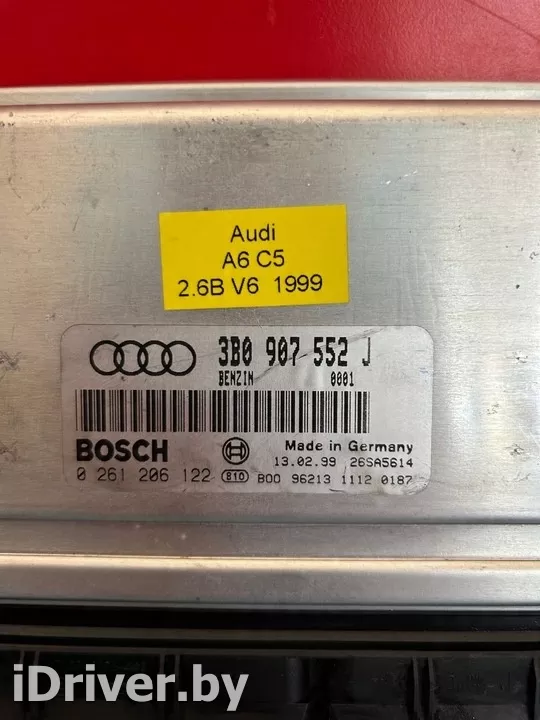 Audi
A6 C5
2.6B V6 1999
3B0 907 552 J
BENZIN 0001
BOSCH
Made in Germany
13.02.99 26SA5614
0 261 206 122 E10 B00 96213 1112 0187
iDriver.by